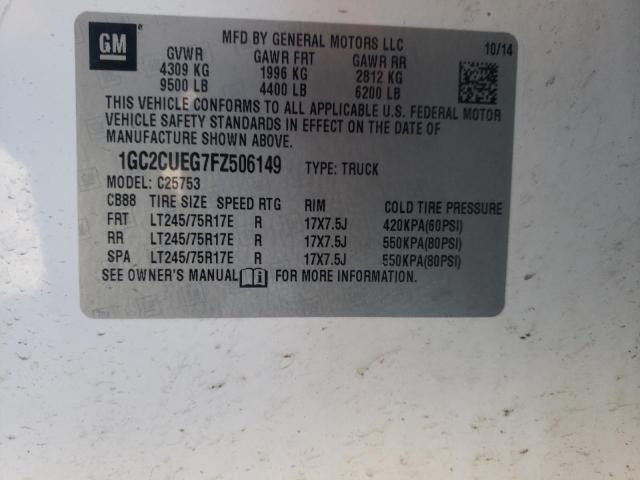 GM
MFD BY GENERAL MOTORS LLC
10/14
GVWR GAWR FRT GAWR RR
4309 KG 1996 KG 2812 KG
9500 LB 4400 LB 6200 LB
THIS VEHICLE CONFORMS TO ALL APPLICABLE U.S. FEDERAL MOTOR
VEHICLE SAFETY STANDARDS IN EFFECT ON THE DATE OF
MANUFACTURE SHOWN ABOVE.
1GC2CUEG7FZ506149 TYPE: TRUCK
MODEL: C25753
CB88 TIRE SIZE SPEED RTG RIM COLD TIRE PRESSURE
FRT LT245/75R17E R 17X7.5J 420KPA(60PSI)
RR LT245/75R17E R 17X7.5J 550KPA(80PSI)
SPA LT245/75R17E R 17X7.5J 550KPA(80PSI)
SEE OWNER'S MANUAL FOR MORE INFORMATION.